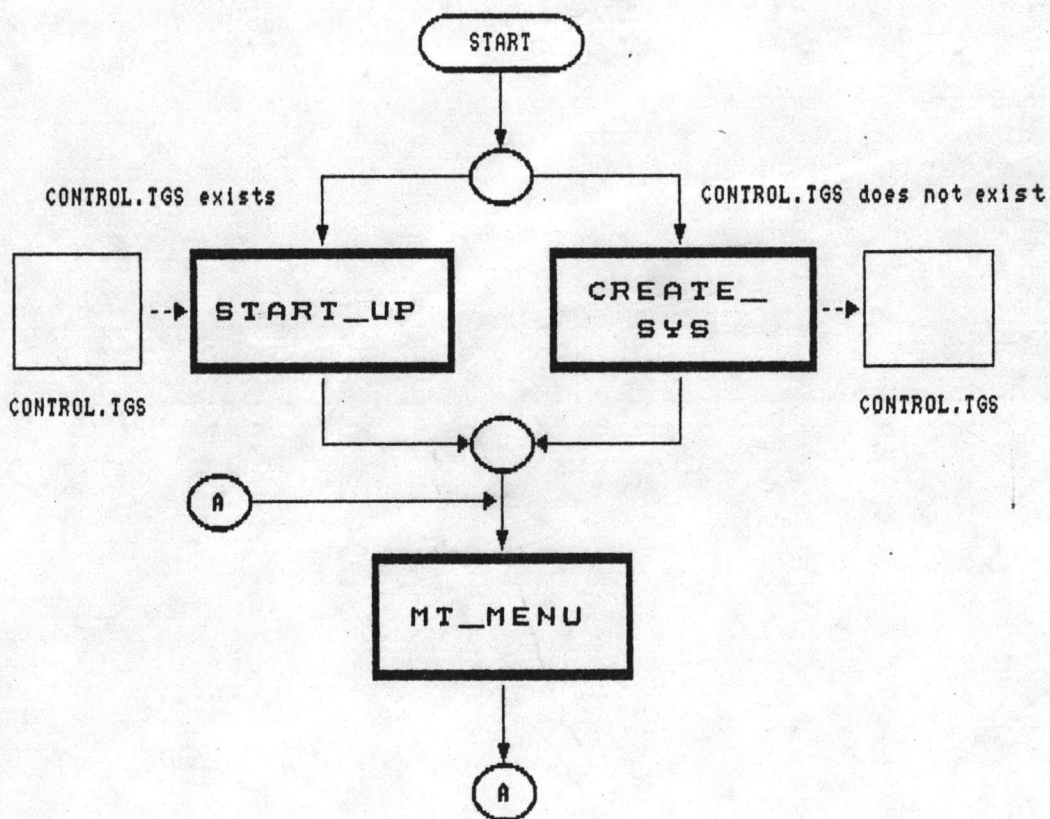 START
CONTROL.TGS exists
CONTROL.TGS does not exist
START_UP
CREATE_
SYS
CONTROL.TGS
CONTROL.TGS
A
MT_MENU
A